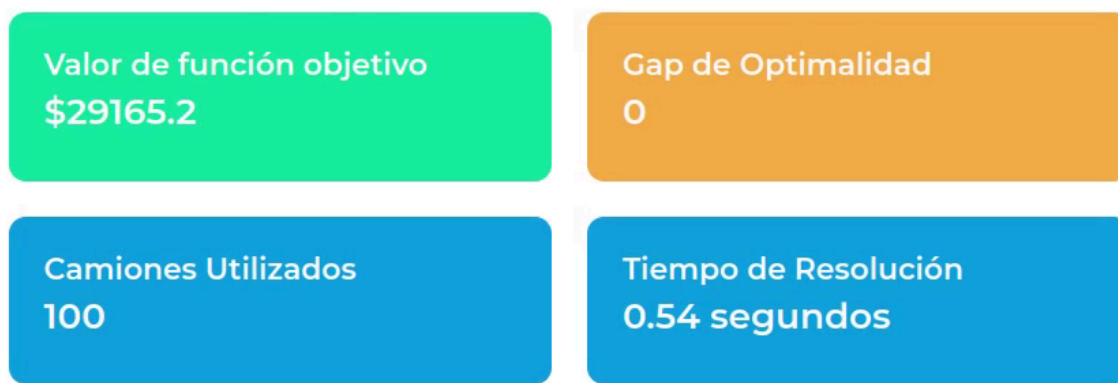 Valor de función objetivo
$29165.2
Gap de Optimalidad
0
Camiones Utilizados
100
Tiempo de Resolución
0.54 segundos